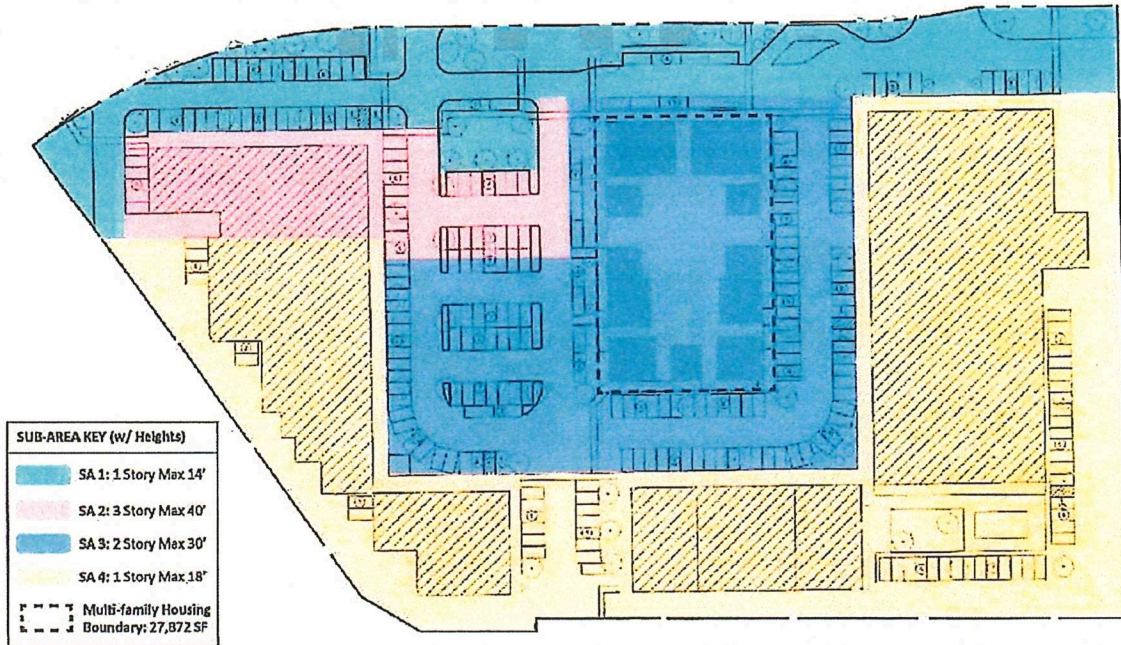 SUB-AREA KEY (w/ Heights)
SA 1: 1 Story Max 14'
SA 2: 3 Story Max 40'
SA 3: 2 Story Max 30'
SA 4: 1 Story Max 18'
Multi-family Housing
Boundary: 27,872 SF